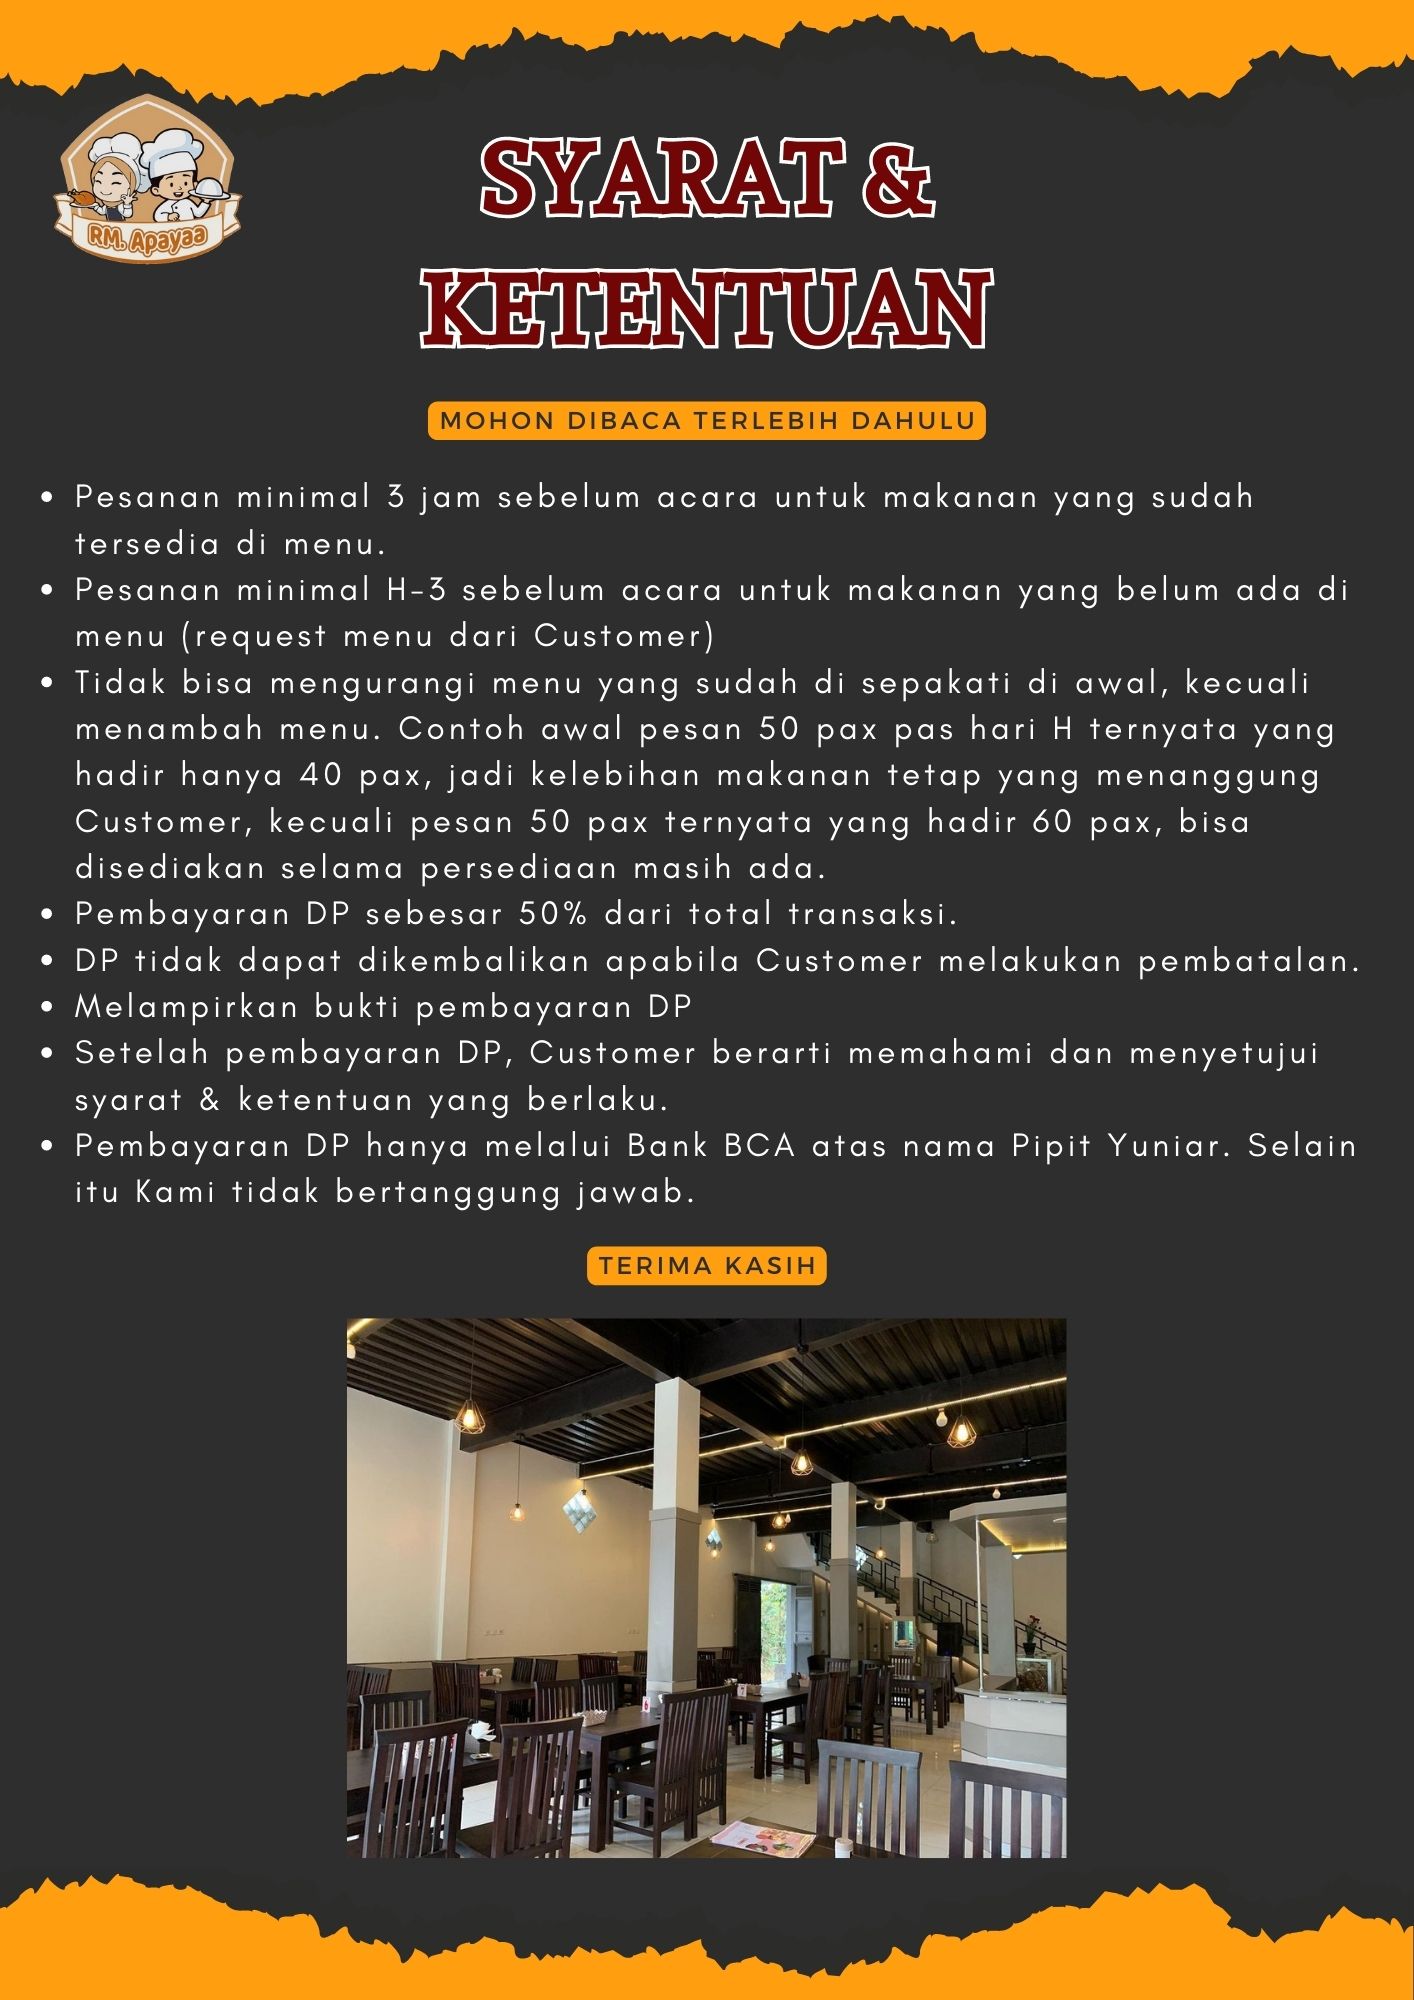 RM. Apayaa
SYARAT &
KETENTUAN
MOHON DIBACA TERLEBIH DAHULU
• Pesanan minimal 3 jam sebelum acara untuk makanan yang sudah
tersedia di menu.
• Pesanan minimal H-3 sebelum acara untuk makanan yang belum ada di
menu (request menu dari Customer)
• Tidak bisa mengurangi menu yang sudah di sepakati di awal, kecuali
menambah menu. Contoh awal pesan 50 pax pas hari H ternyata yang
hadir hanya 40 pax, jadi kelebihan makanan tetap yang menanggung
Customer, kecuali pesan 50 pax ternyata yang hadir 60 pax, bisa
disediakan selama persediaan masih ada.
• Pembayaran DP sebesar 50% dari total transaksi.
• DP tidak dapat dikembalikan apabila Customer melakukan pembatalan.
• Melampirkan bukti pembayaran DP
• Setelah pembayaran DP, Customer berarti memahami dan menyetujui
syarat & ketentuan yang berlaku.
• Pembayaran DP hanya melalui Bank BCA atas nama Pipit Yuniar. Selain
itu Kami tidak bertanggung jawab.
TERIMA KASIH